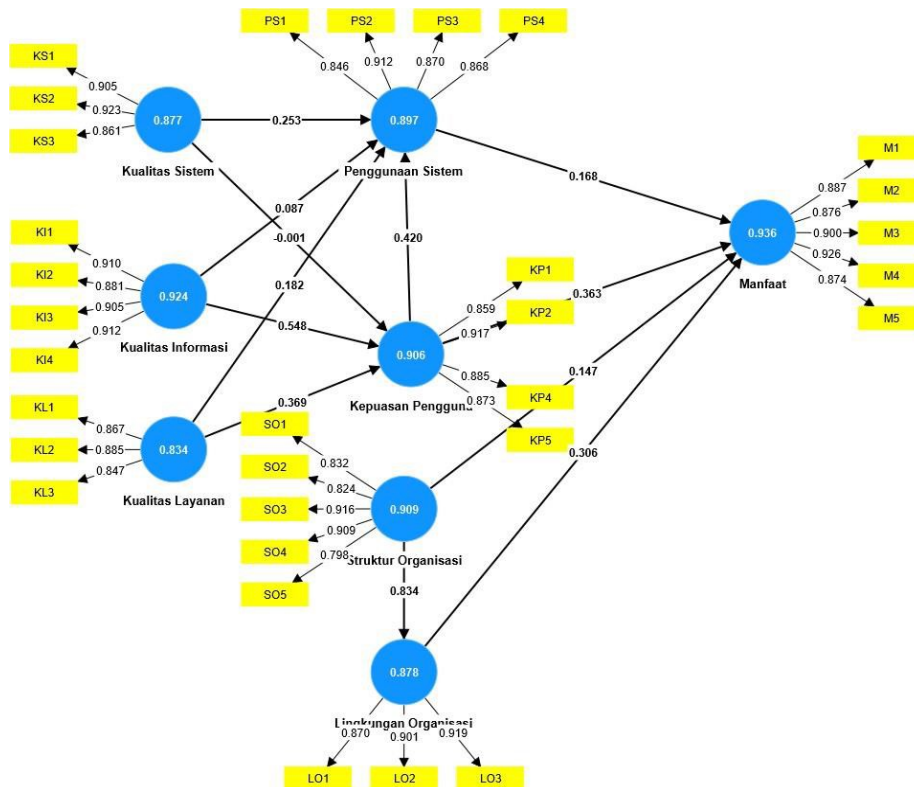 PS1 PS2 PS3 PS4
0.846 0.912 0.870 0.868
KS1
KS2
KS3
0.905
0.923
0.861
0.877
Kualitas Sistem
0.253
0.897
Penggunaan Sistem
0.168
0.087
-0.001
0.182
0.420
KI1
KI2
KI3
KI4
0.910
0.881
0.905
0.912
0.924
Kualitas Informasi
0.548
M1
M2
M3
M4
M5
0.887
0.876
0.900
0.926
0.874
0.936
Manfaat
KP1
KP2
KP4
KP5
0.859
0.917
0.885
0.873
0.906
Kepuasan Pengguna
0.363
0.147
0.306
KL1
KL2
KL3
0.867
0.885
0.847
0.834
Kualitas Layanan
0.369
SO1
SO2
SO3
SO4
SO5
0.832
0.824
0.916
0.909
0.798
0.909
Struktur Organisasi
0.834
0.878
Lingkungan Organisasi
0.870 0.901 0.919
LO1 LO2 LO3